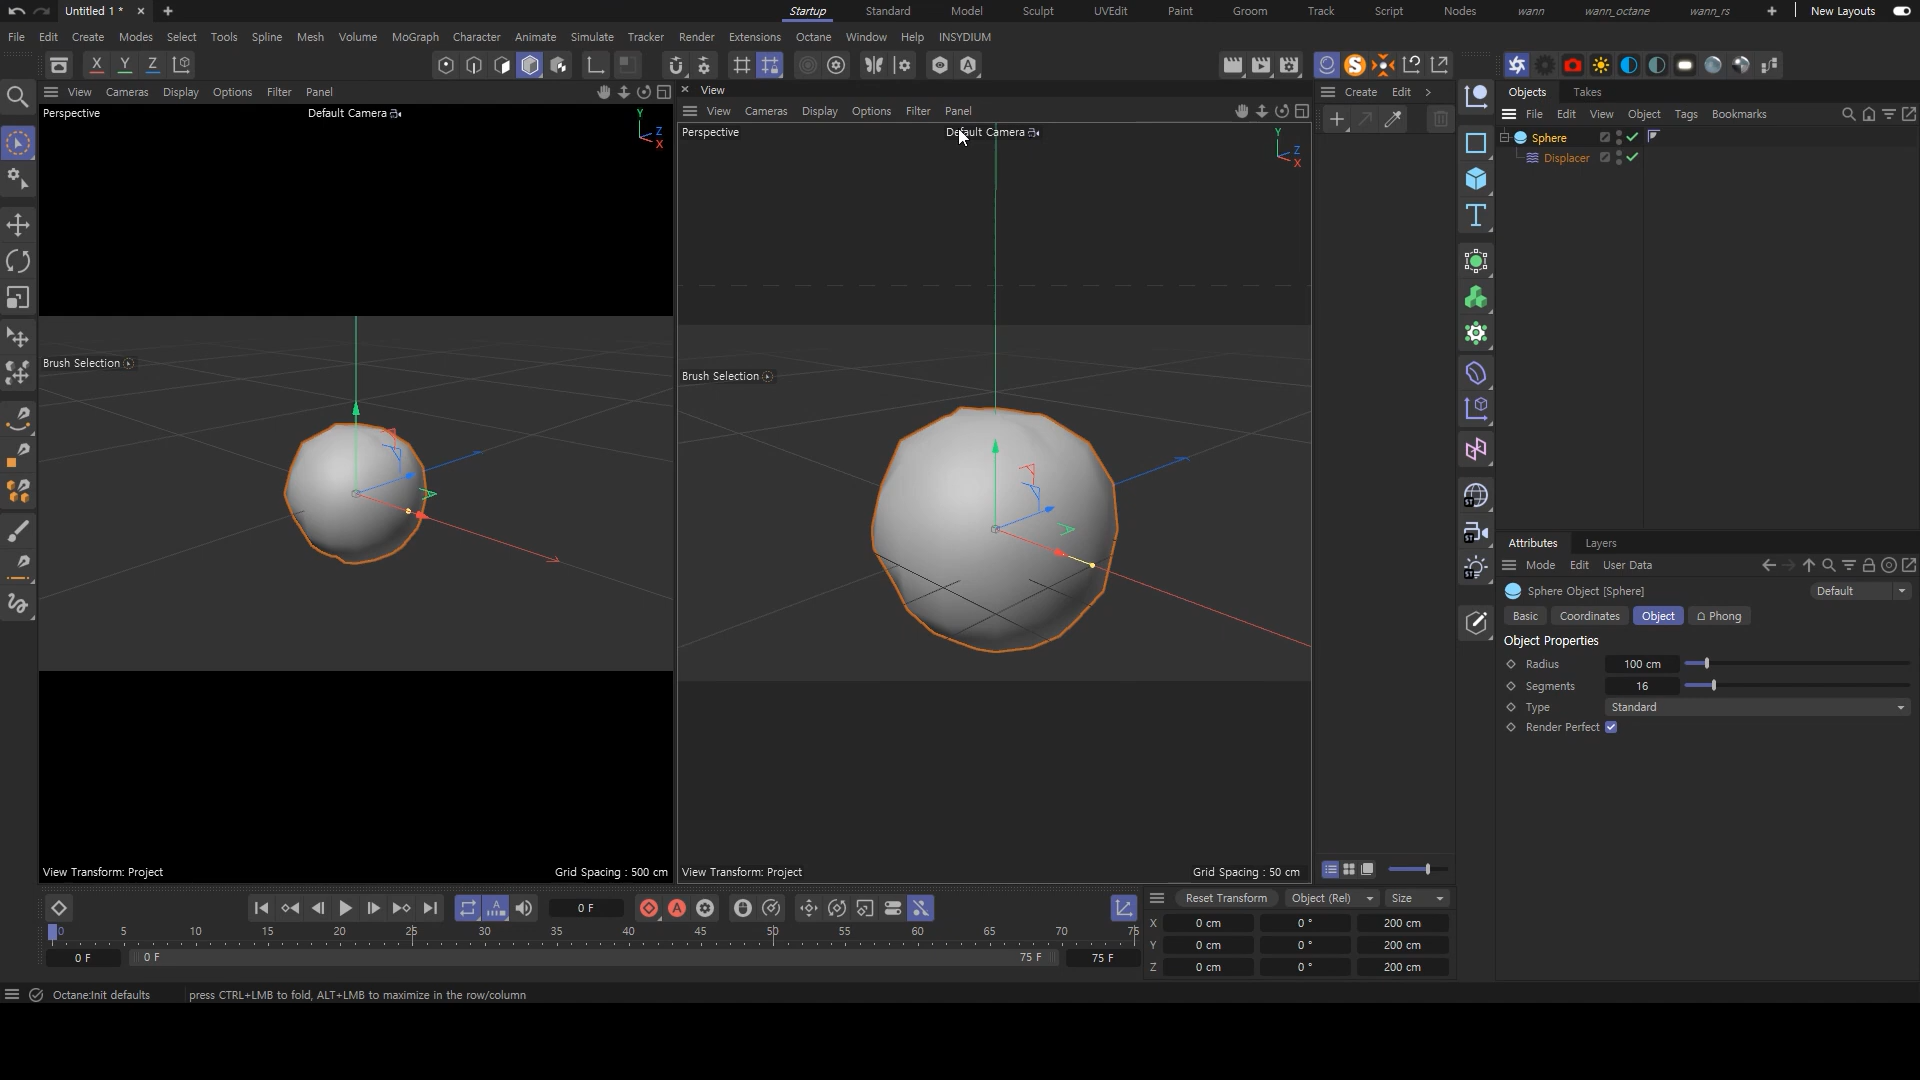 Untitled 1 *
Startup Standard Model Sculpt UVEdit Paint Groom Track Script Nodes wann wann_octane wann_rs New Layouts
File Edit Create Modes Select Tools Spline Mesh Volume MoGraph Character Animate Simulate Tracker Render Extensions Octane Window Help INSYDIUM
X Y Z
View Cameras Display Options Filter Panel
Perspective
Default Camera
Y
Z
X
Brush Selection
View Transform: Project
Grid Spacing : 500 cm
View
View Cameras Display Options Filter Panel
Perspective
Default Camera
Y
Z
X
Brush Selection
View Transform: Project
Grid Spacing : 50 cm
Create Edit
Objects Takes
File Edit View Object Tags Bookmarks
Sphere
Displacer
Attributes Layers
Mode Edit User Data
Sphere Object [Sphere]
Default
Basic Coordinates Object Phong
Object Properties
Radius 100 cm
Segments 16
Type Standard
Render Perfect
0 F
0 5 10 15 20 25 30 35 40 45 50 55 60 65 70 75
0 F 0 F 75 F 75 F
Reset Transform Object (Rel) Size
X 0 cm 0 ° 200 cm
Y 0 cm 0 ° 200 cm
Z 0 cm 0 ° 200 cm
Octane:Init defaults press CTRL+LMB to fold, ALT+LMB to maximize in the row/column